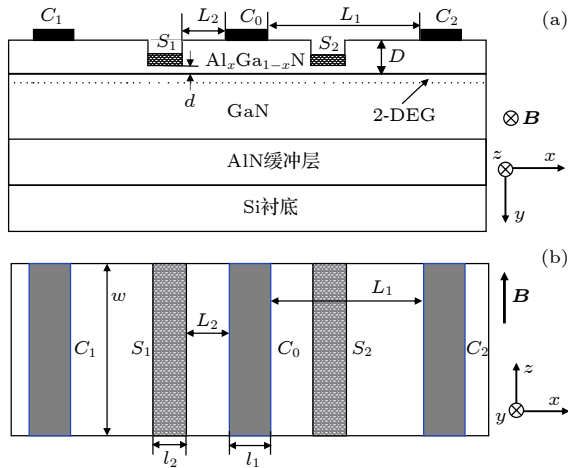 (a)
C₁ L₂ C₀ L₁ C₂
S₁ S₂
AlₓGa₁₋ₓN D
d
2-DEG
GaN
B
AlN缓冲层
z x
y
Si衬底
(b)
w L₁ B
L₂
C₁ S₁ C₀ S₂ C₂
z
y x
l₂ l₁